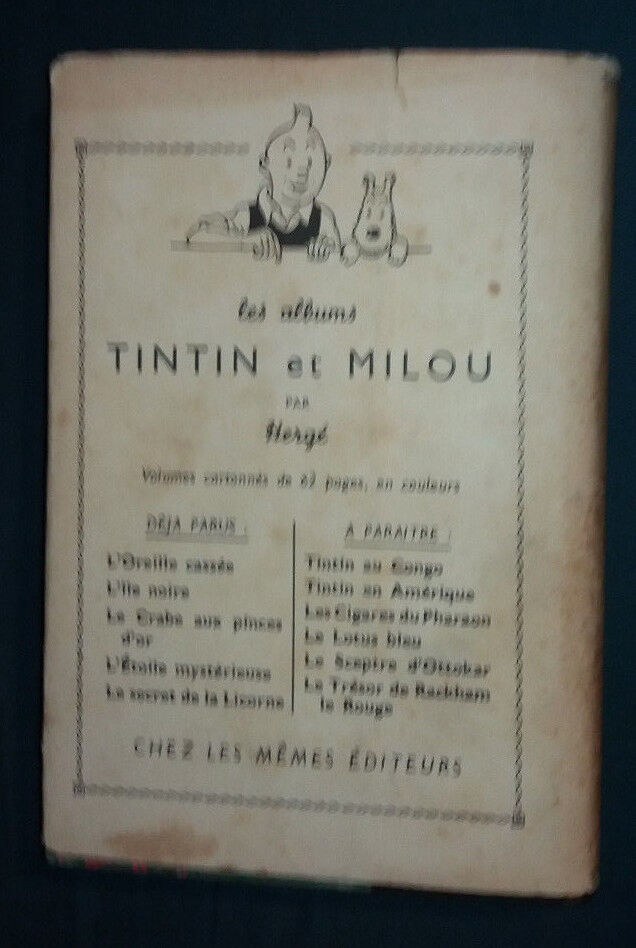 les albums
TINTIN et MILOU
PAR
Hergé
Volumes cartonnés de 62 pages, en couleurs
DÉJA PARUS :
L'Oreille cassée
L'Ile noire
Le Crabe aux pinces
d'or
L'Étoile mystérieuse
Le secret de la Licorne
A PARAITRE :
Tintin au Congo
Tintin en Amérique
Les Cigares du Pharaon
Le Lotus bleu
Le Sceptre d'Ottokar
Le Trésor de Rackham
le Rouge
CHEZ LES MÊMES ÉDITEURS